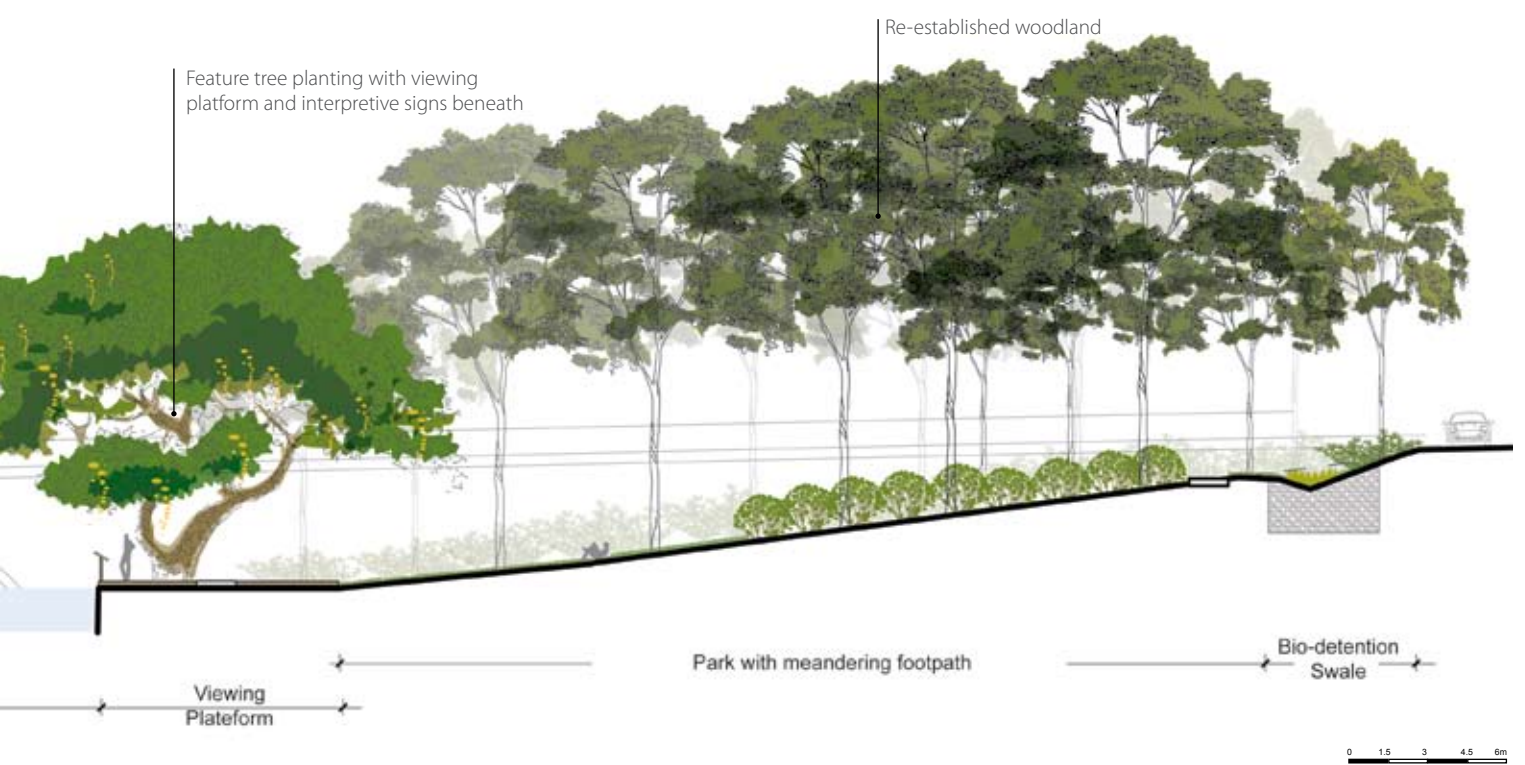 Re-established woodland
Feature tree planting with viewing
platform and interpretive signs beneath
Park with meandering footpath
Bio-detention
Swale
Viewing
Plateform
0 1.5 3 4.5 6m